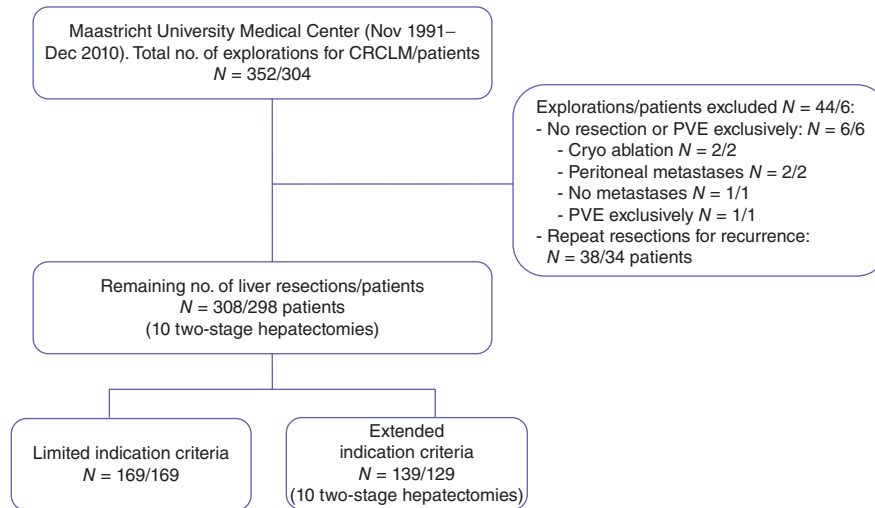 Maastricht University Medical Center (Nov 1991–
Dec 2010). Total no. of explorations for CRCLM/patients
N = 352/304
Explorations/patients excluded N = 44/6:
- No resection or PVE exclusively: N = 6/6
- Cryo ablation N = 2/2
- Peritoneal metastases N = 2/2
- No metastases N = 1/1
- PVE exclusively N = 1/1
- Repeat resections for recurrence:
N = 38/34 patients
Remaining no. of liver resections/patients
N = 308/298 patients
(10 two-stage hepatectomies)
Limited indication criteria
N = 169/169
Extended
indication criteria
N = 139/129
(10 two-stage hepatectomies)